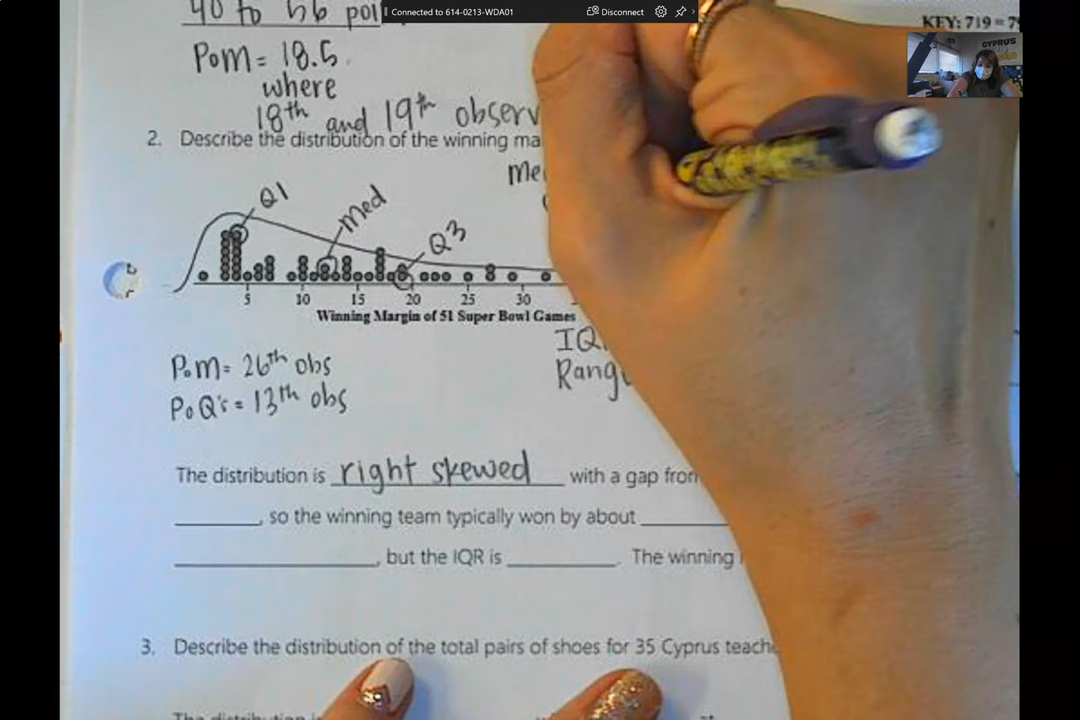 Connected to 614-0213-WDA01
Disconnect
40 to
KEY: 719 =
CYPRUS
PoM = 18.5
where
18th and 19th observ
2. Describe the distribution of the winning ma
Q1
Med
Q3
5 10 15 20 25 30
Winning Margin of 51 Super Bowl Games
PoM = 26th obs
PoQ's = 13th obs
IQ
Rang
The distribution is right skewed with a gap from
, so the winning team typically won by about
, but the IQR is . The winning
3. Describe the distribution of the total pairs of shoes for 35 Cyprus teach